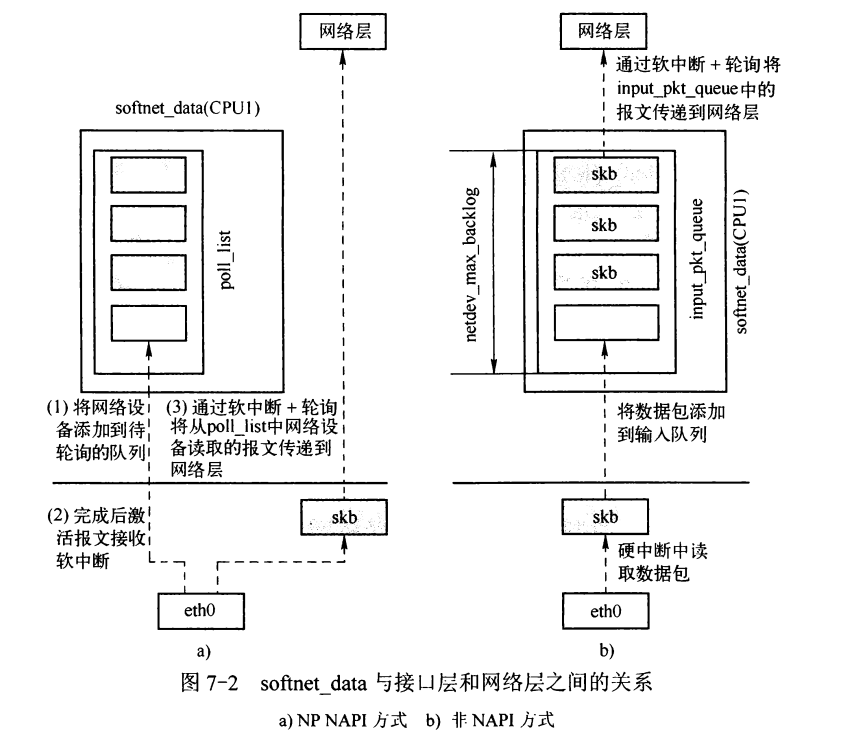 网络层
softnet_data(CPU1)
poll_list
(1) 将网络设
备添加到待
轮询的队列
(3) 通过软中断+轮询
将从poll_list中网络设
备读取的报文传递到
网络层
(2) 完成后激
活报文接收
软中断
skb
eth0
a)
网络层
通过软中断+轮询将
input_pkt_queue中的
报文传递到网络层
skb
skb
skb
netdev_max_backlog
input_pkt_queue
softnet_data(CPU1)
将数据包添加
到输入队列
skb
硬中断中读
取数据包
eth0
b)
图 7-2 softnet_data 与接口层和网络层之间的关系
a) NP NAPI 方式 b) 非 NAPI 方式